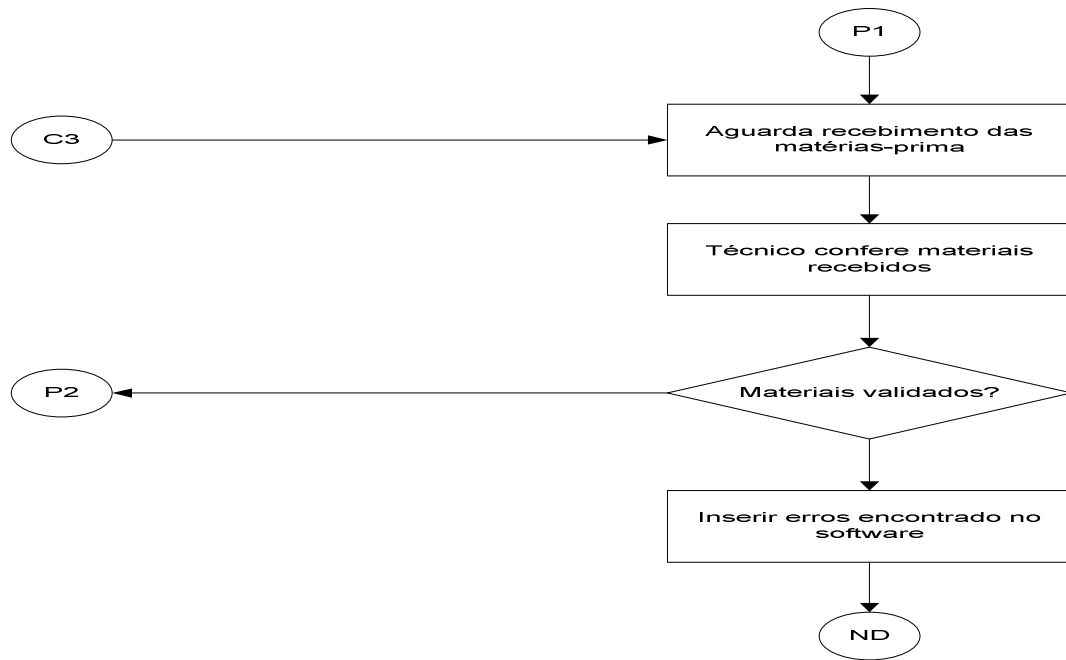 P1
C3
Aguarda recebimento das
matérias-prima
Técnico confere materiais
recebidos
P2
Materiais validados?
Inserir erros encontrado no
software
ND